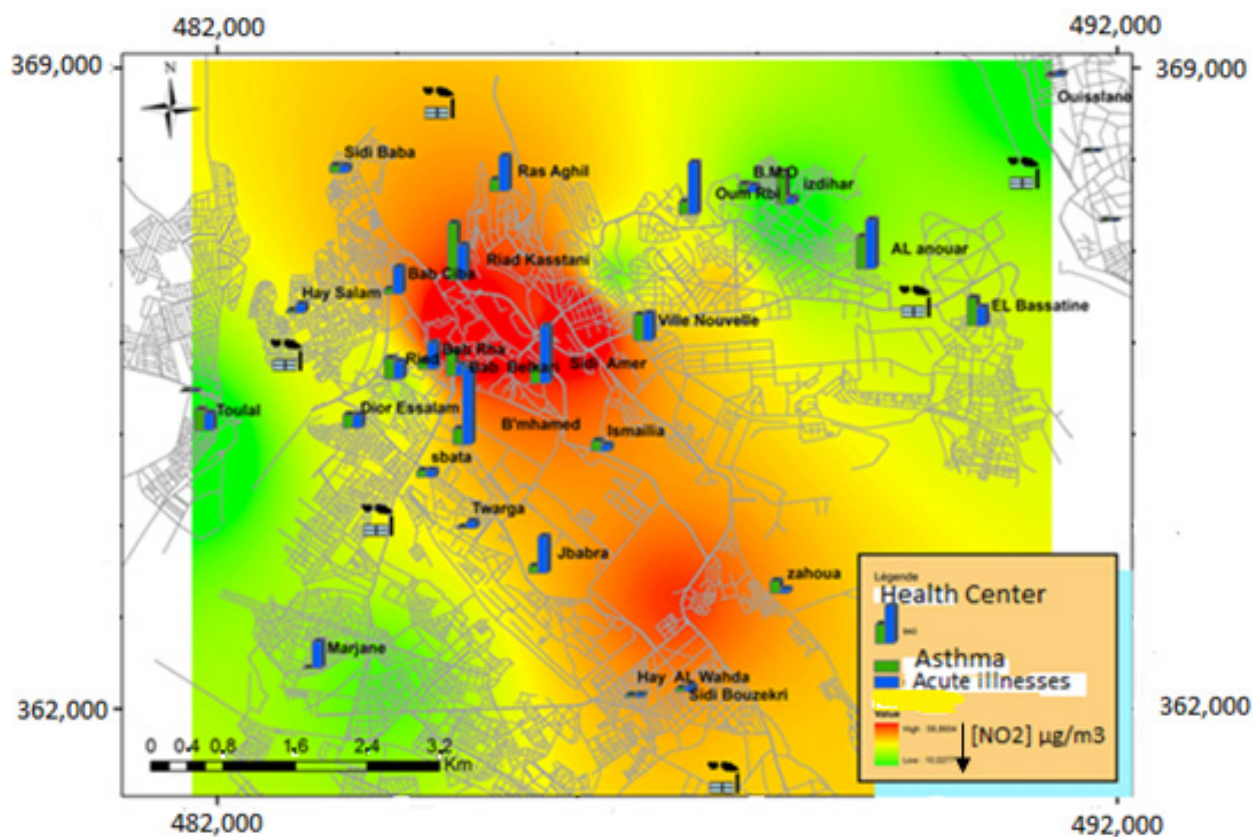 482,000 492,000
369,000 369,000
N
Ouisslane
Sidi Baba
Ras Aghil
B.M.O
izdihar
Oum Rbi
AL anouar
Riad Kasstani
Bab Ciba
Hay Salam
EL Bassatine
Ville Nouvelle
Beb Rha
Riad
Bab Belkari
Sidi Amer
Toulal
Dior Essalam
B'mhamed
Ismailia
sbata
Twarga
Jbabra
zahoua
Marjane
Hay AL Wahda
Sidi Bouzekri
362,000 362,000
0 0.4 0.8 1.6 2.4 3.2
Km
Légende
Health Center
Asthma
Acute Illnesses
Value
High
[NO2] µg/m3
Low
482,000 492,000